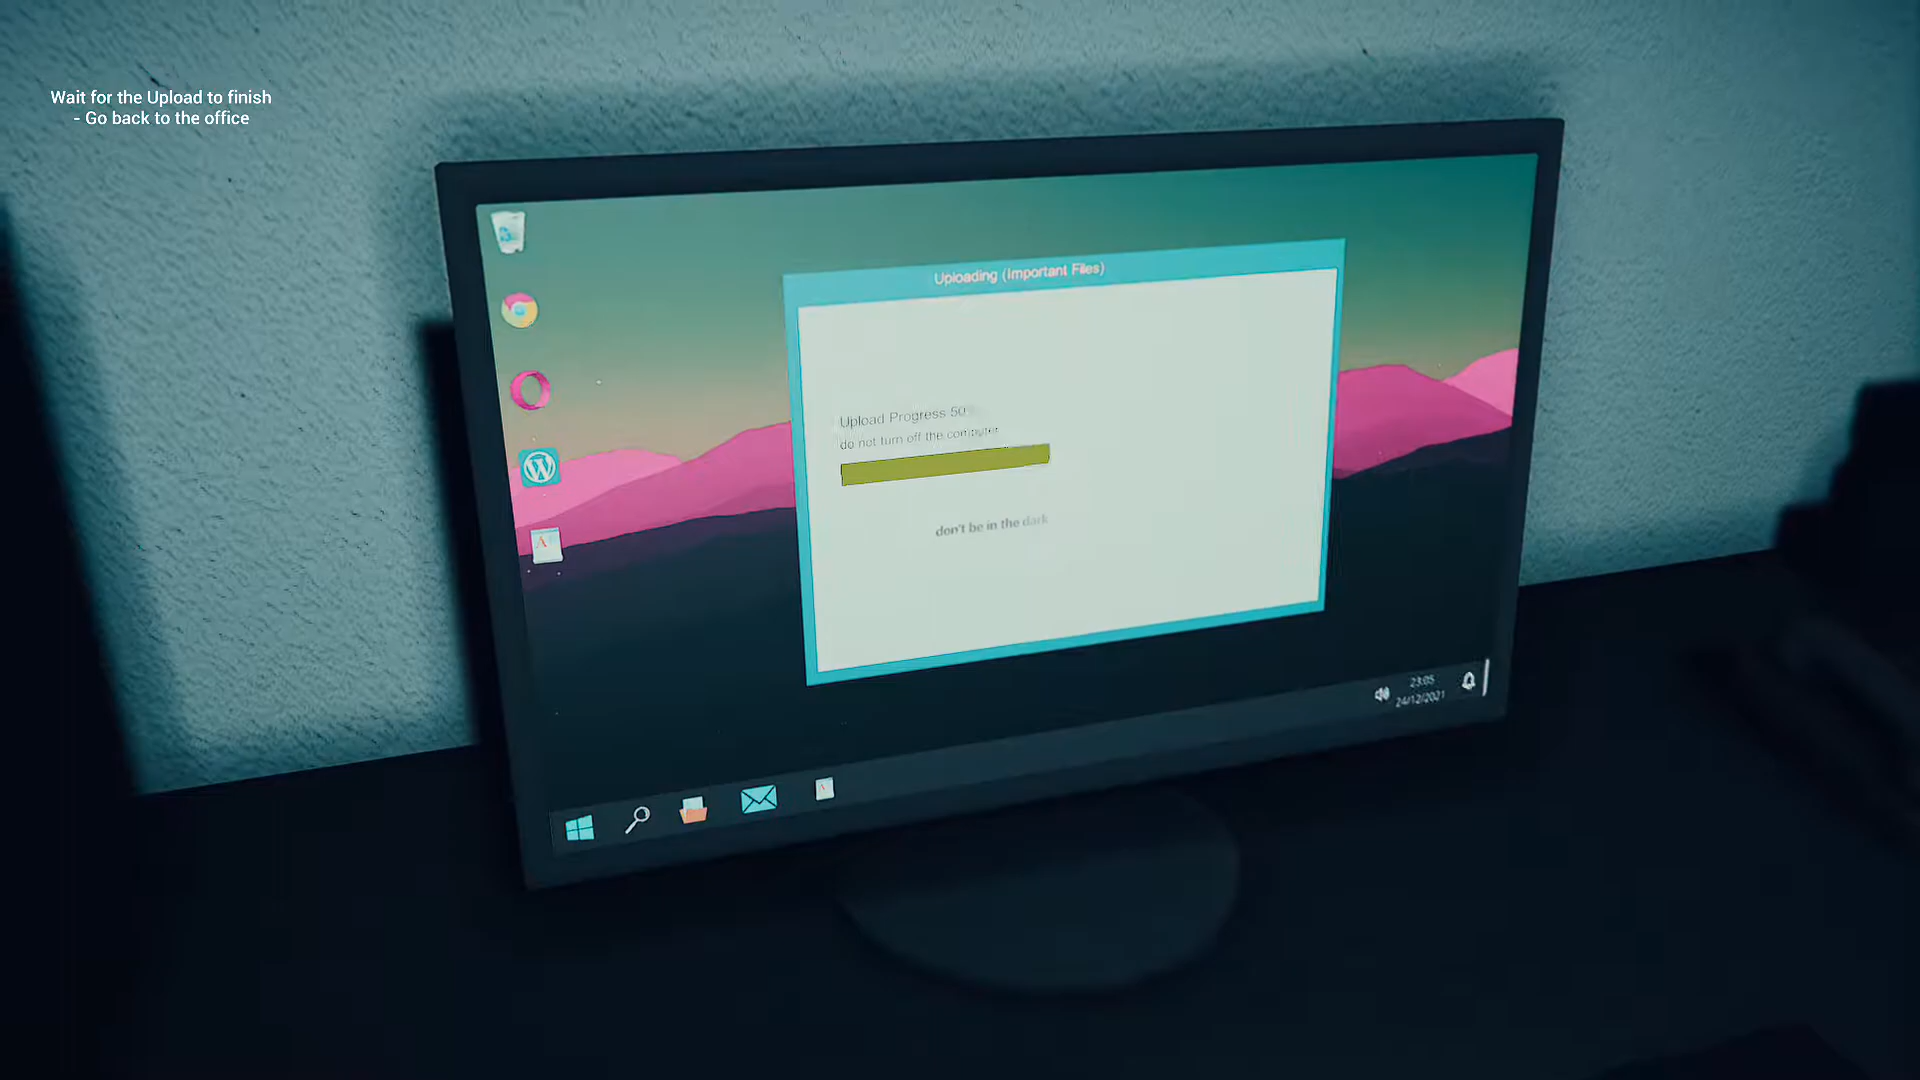 Wait for the Upload to finish
- Go back to the office
Uploading (Important Files)
Upload Progress 50
do not turn off the computer
don't be in the dark
23:05
24/12/2021